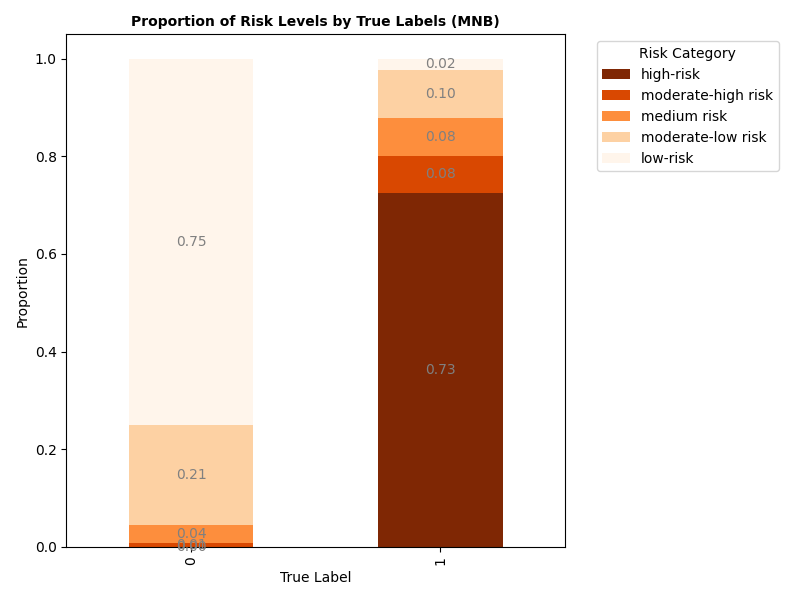 Proportion of Risk Levels by True Labels (MNB)
Proportion
1.0
0.8
0.6
0.4
0.2
0.0
0.75
0.21
0.04
0.02
0.10
0.08
0.08
0.73
0
1
True Label
Risk Category
high-risk
moderate-high risk
medium risk
moderate-low risk
low-risk